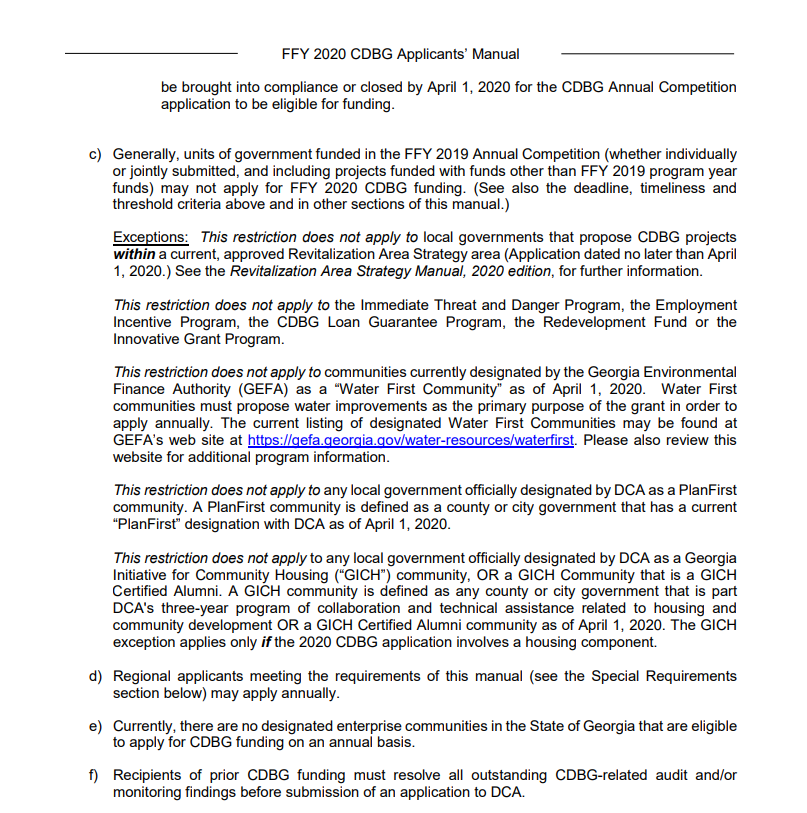 FFY 2020 CDBG Applicants’ Manual
be brought into compliance or closed by April 1, 2020 for the CDBG Annual Competition
application to be eligible for funding.
c) Generally, units of government funded in the FFY 2019 Annual Competition (whether individually
or jointly submitted, and including projects funded with funds other than FFY 2019 program year
funds) may not apply for FFY 2020 CDBG funding. (See also the deadline, timeliness and
threshold criteria above and in other sections of this manual.)
Exceptions: This restriction does not apply to local governments that propose CDBG projects
within a current, approved Revitalization Area Strategy area (Application dated no later than April
1, 2020.) See the Revitalization Area Strategy Manual, 2020 edition, for further information.
This restriction does not apply to the Immediate Threat and Danger Program, the Employment
Incentive Program, the CDBG Loan Guarantee Program, the Redevelopment Fund or the
Innovative Grant Program.
This restriction does not apply to communities currently designated by the Georgia Environmental
Finance Authority (GEFA) as a “Water First Community” as of April 1, 2020. Water First
communities must propose water improvements as the primary purpose of the grant in order to
apply annually. The current listing of designated Water First Communities may be found at
GEFA’s web site at https://gefa.georgia.gov/water-resources/waterfirst. Please also review this
website for additional program information.
This restriction does not apply to any local government officially designated by DCA as a PlanFirst
community. A PlanFirst community is defined as a county or city government that has a current
“PlanFirst” designation with DCA as of April 1, 2020.
This restriction does not apply to any local government officially designated by DCA as a Georgia
Initiative for Community Housing (“GICH”) community, OR a GICH Community that is a GICH
Certified Alumni. A GICH community is defined as any county or city government that is part
DCA's three-year program of collaboration and technical assistance related to housing and
community development OR a GICH Certified Alumni community as of April 1, 2020. The GICH
exception applies only if the 2020 CDBG application involves a housing component.
d) Regional applicants meeting the requirements of this manual (see the Special Requirements
section below) may apply annually.
e) Currently, there are no designated enterprise communities in the State of Georgia that are eligible
to apply for CDBG funding on an annual basis.
f) Recipients of prior CDBG funding must resolve all outstanding CDBG-related audit and/or
monitoring findings before submission of an application to DCA.